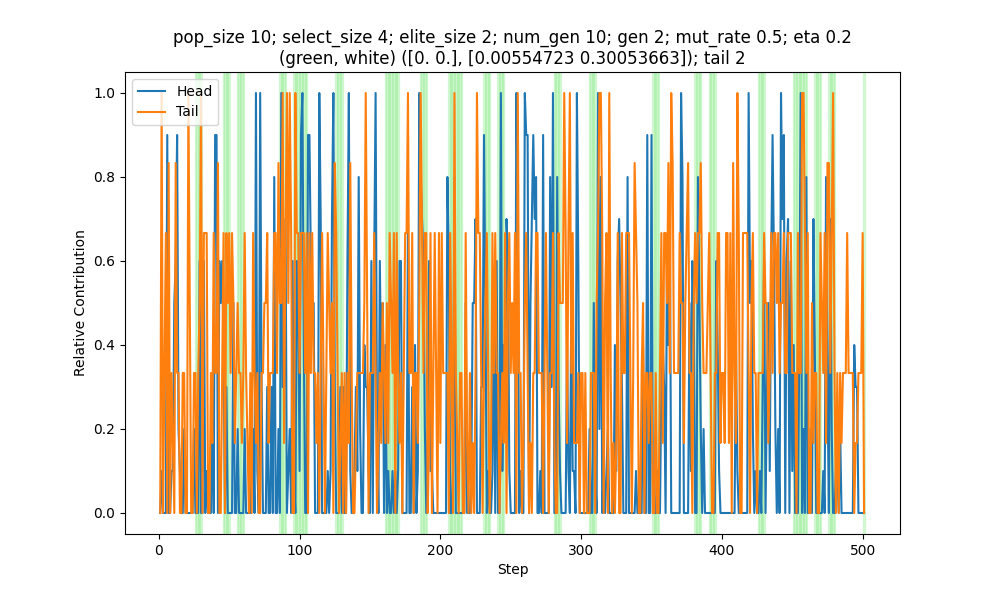 pop_size 10; select_size 4; elite_size 2; num_gen 10; gen 2; mut_rate 0.5; eta 0.2
(green, white) ([0. 0.], [0.00554723 0.30053663]); tail 2
Head
Tail
Relative Contribution
1.0
0.8
0.6
0.4
0.2
0.0
0
100
200
300
400
500
Step